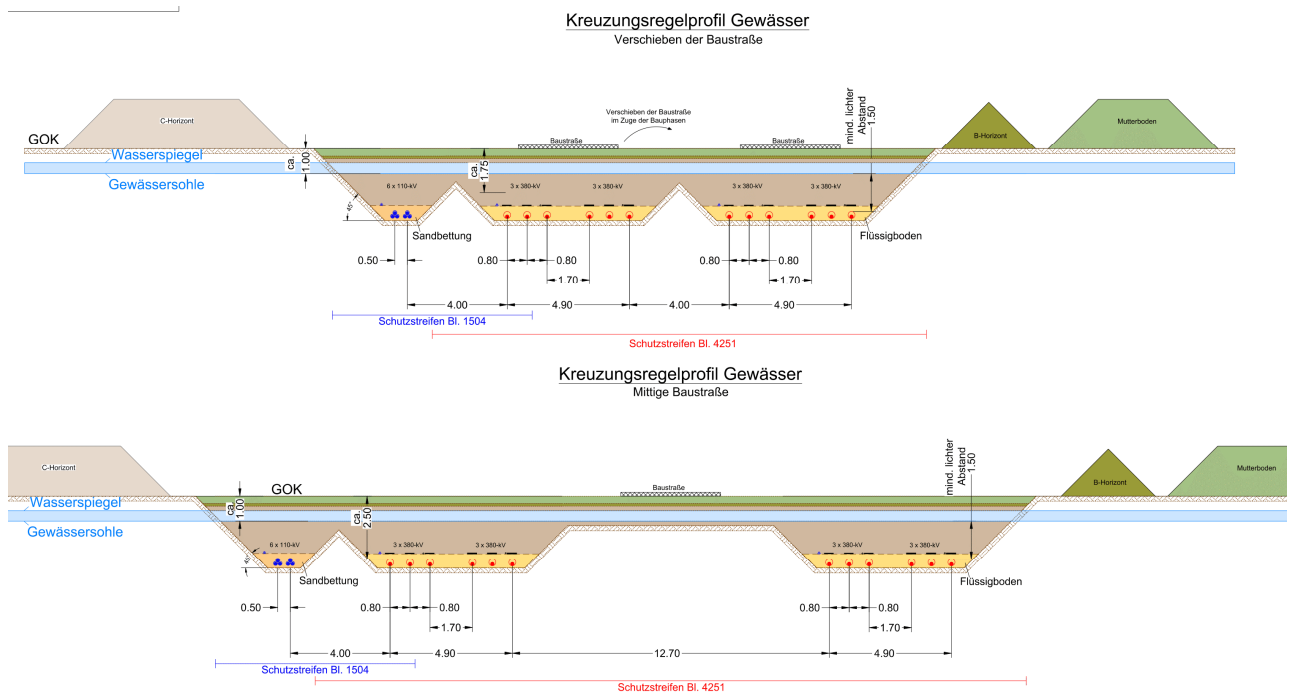 Kreuzungsregelprofil Gewässer
Verschieben der Baustraße
C-Horizont
Verschieben der Baustraße
im Zuge der Bauphasen
mind. lichter
Abstand
1.50
B-Horizont
Mutterboden
GOK
Baustraße
Baustraße
Wasserspiegel
ca.
1.00
ca.
1.75
Gewässersohle
6 x 110-kV
3 x 380-kV
3 x 380-kV
3 x 380-kV
3 x 380-kV
45°
Sandbettung
Flüssigboden
0.50
0.80
0.80
0.80
0.80
1.70
1.70
4.00
4.90
4.00
4.90
Schutzstreifen Bl. 1504
Schutzstreifen Bl. 4251
Kreuzungsregelprofil Gewässer
Mittige Baustraße
C-Horizont
mind. lichter
Abstand
1.50
B-Horizont
Mutterboden
GOK
Baustraße
Wasserspiegel
ca.
1.00
ca.
2.50
Gewässersohle
6 x 110-kV
3 x 380-kV
3 x 380-kV
3 x 380-kV
3 x 380-kV
45°
Sandbettung
Flüssigboden
0.50
0.80
0.80
0.80
0.80
1.70
1.70
4.00
4.90
12.70
4.90
Schutzstreifen Bl. 1504
Schutzstreifen Bl. 4251